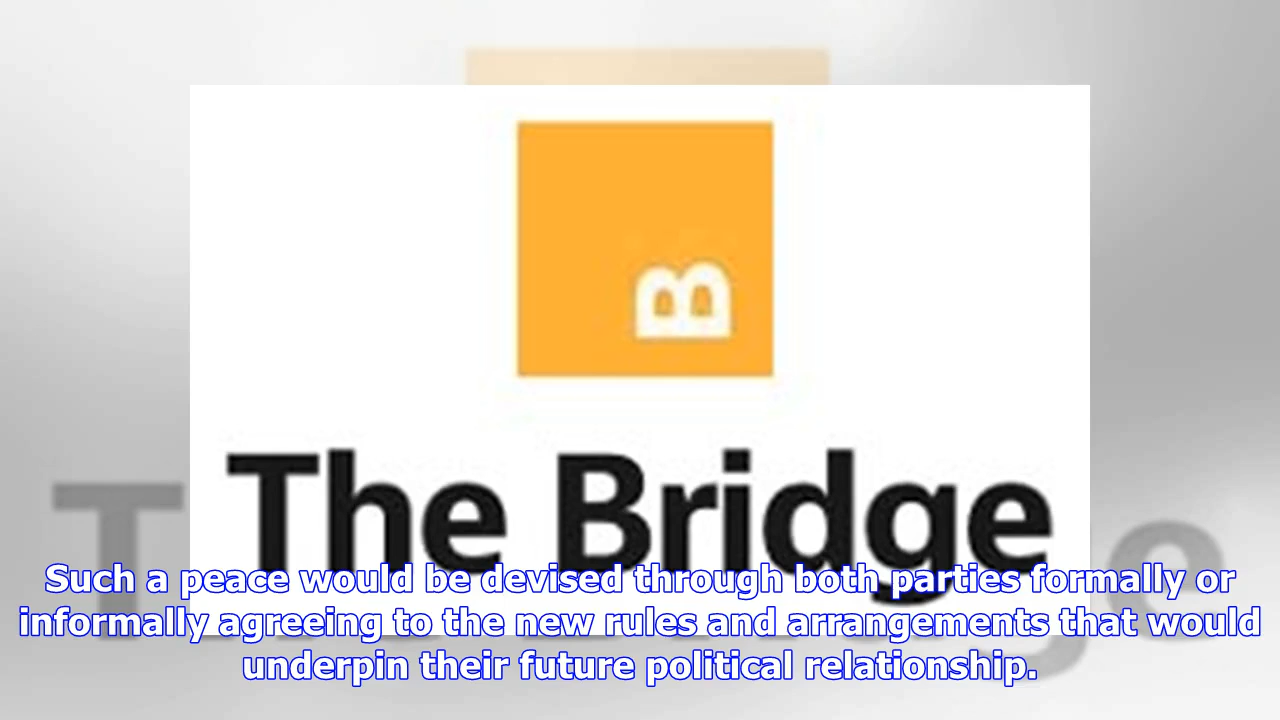 B
The Bridge
Such a peace would be devised through both parties formally or
informally agreeing to the new rules and arrangements that would
underpin their future political relationship.